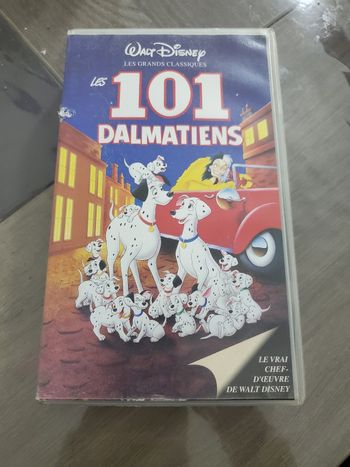 WALT DISNEY
LES GRANDS CLASSIQUES
LES
101
DALMATIENS
LE VRAI
CHEF-
D'ŒUVRE
DE WALT DISNEY